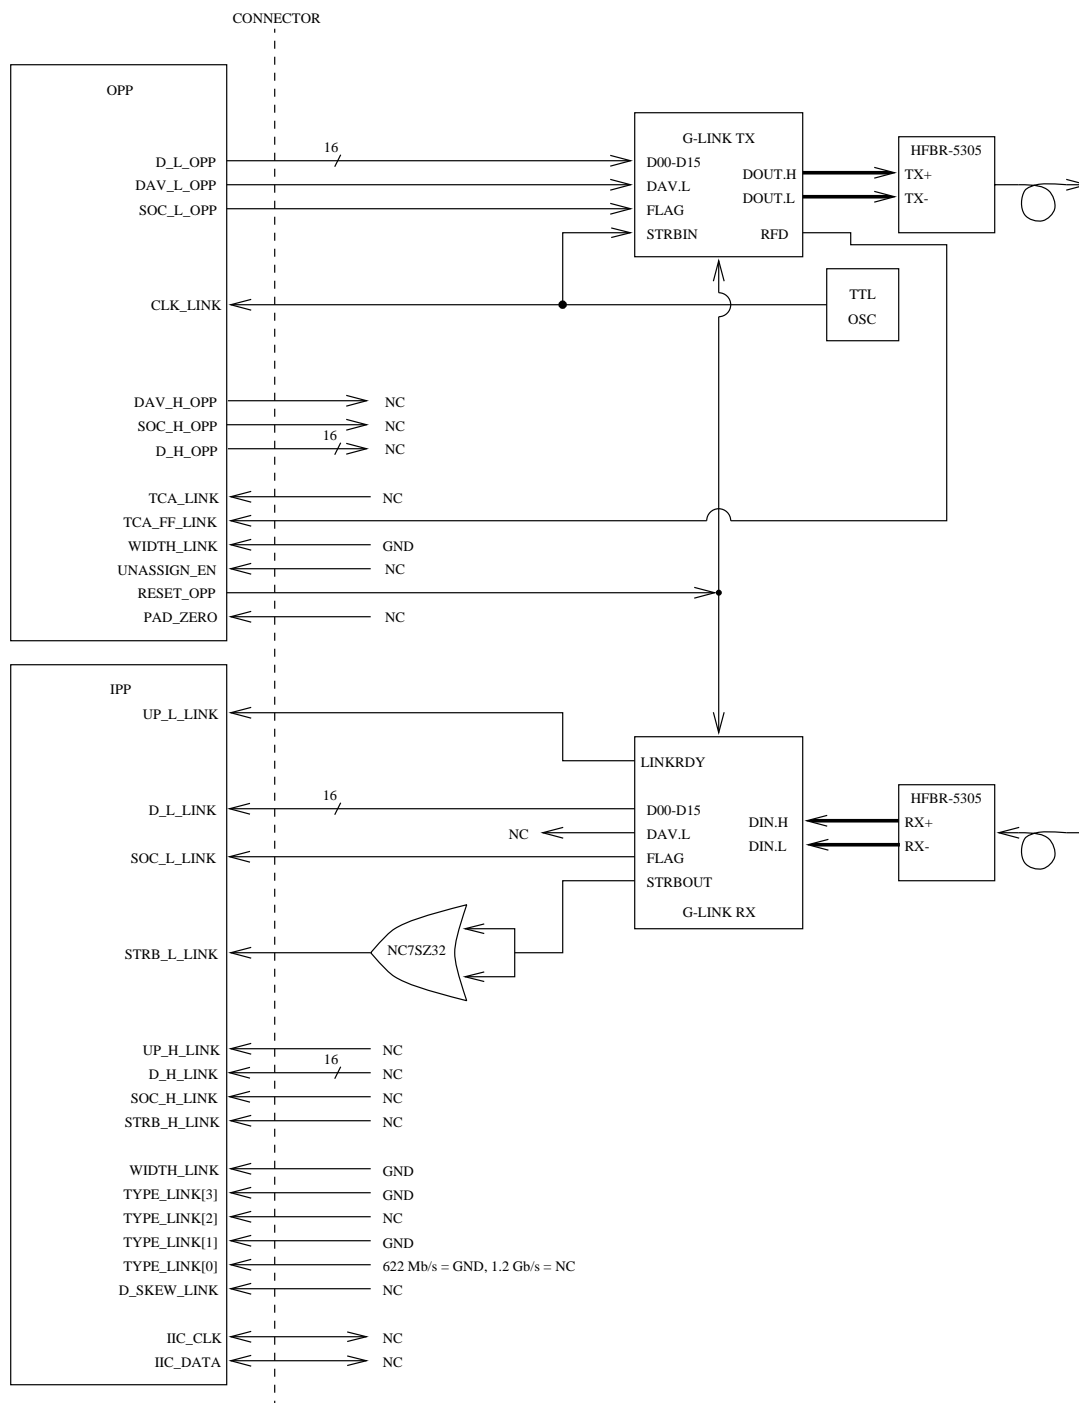 CONNECTOR
OPP
G-LINK TX
HFBR-5305
D_L_OPP 16 D00-D15
DOUT.H TX+
DAV_L_OPP DAV.L
DOUT.L TX-
SOC_L_OPP FLAG
STRBIN RFD
TTL
CLK_LINK
OSC
DAV_H_OPP NC
SOC_H_OPP NC
16
D_H_OPP NC
TCA_LINK NC
TCA_FF_LINK
WIDTH_LINK GND
UNASSIGN_EN NC
RESET_OPP
PAD_ZERO NC
IPP
UP_L_LINK
LINKRDY
HFBR-5305
16
D_L_LINK D00-D15
DIN.H RX+
NC DAV.L
DIN.L RX-
SOC_L_LINK FLAG
STRBOUT
G-LINK RX
STRB_L_LINK NC7SZ32
UP_H_LINK NC
16
D_H_LINK NC
SOC_H_LINK NC
STRB_H_LINK NC
WIDTH_LINK GND
TYPE_LINK[3] GND
TYPE_LINK[2] NC
TYPE_LINK[1] GND
TYPE_LINK[0] 622 Mb/s = GND, 1.2 Gb/s = NC
D_SKEW_LINK NC
IIC_CLK NC
IIC_DATA NC